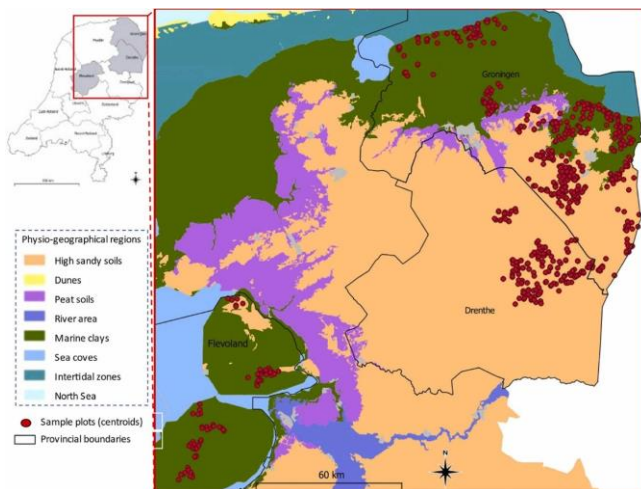 Groningen
Drenthe
Flevoland
60 km
N
Physio-geographical regions
High sandy soils
Dunes
Peat soils
River area
Marine clays
Sea coves
Intertidal zones
North Sea
Sample plots (centroids)
Provincial boundaries